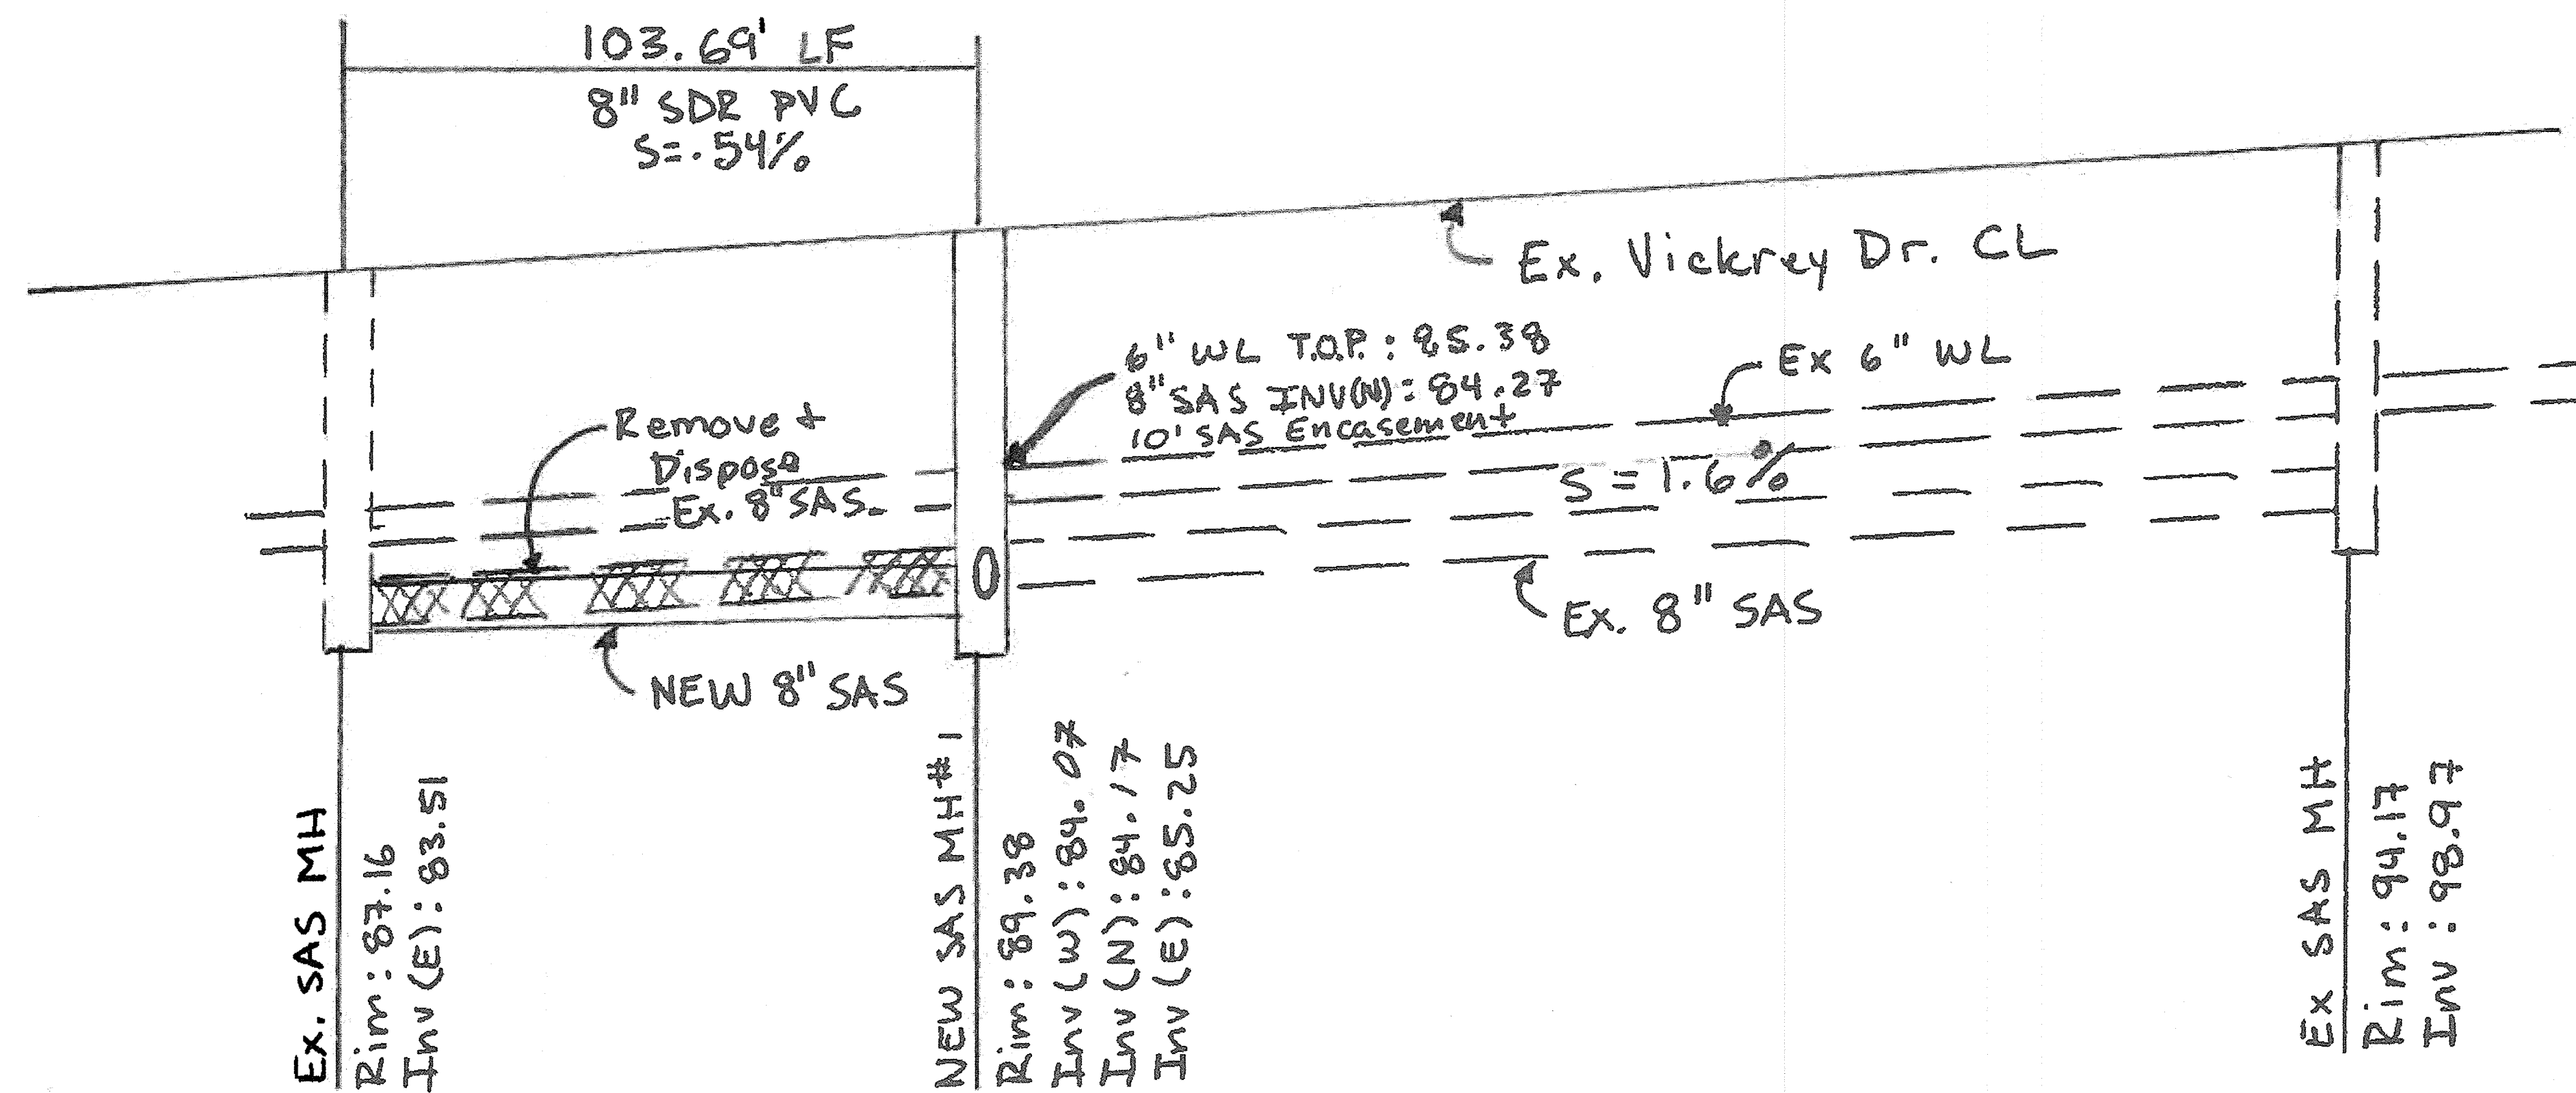 103.69' LF
8" SDR PVC
S=.54%
Ex. Vickrey Dr. CL
6" WL T.O.P. : 85.38
8" SAS INV(N): 84.27
10' SAS Encasement
Ex 6" WL
Remove +
Dispose
Ex. 8" SAS
S = 1.6%
Ex. 8" SAS
NEW 8" SAS
Ex. SAS MH
Rim: 87.16
Inv (E): 83.51
NEW SAS MH #1
Rim: 89.38
Inv (W): 84.07
Inv (N): 84.17
Inv (E): 85.25
Ex SAS MH
Rim: 94.17
Inv : 98.97